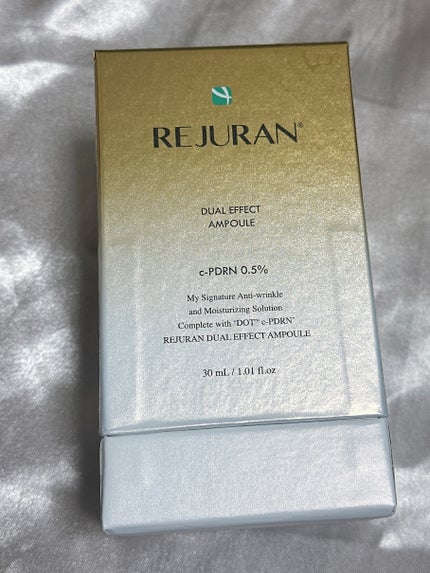 REJURAN®
DUAL EFFECT
AMPOULE
c-PDRN 0.5%
My Signature Anti-wrinkle
and Moisturizing Solution
Complete with "DOT™ c-PDRN"
REJURAN DUAL EFFECT AMPOULE
30 mL / 1.01 fl.oz